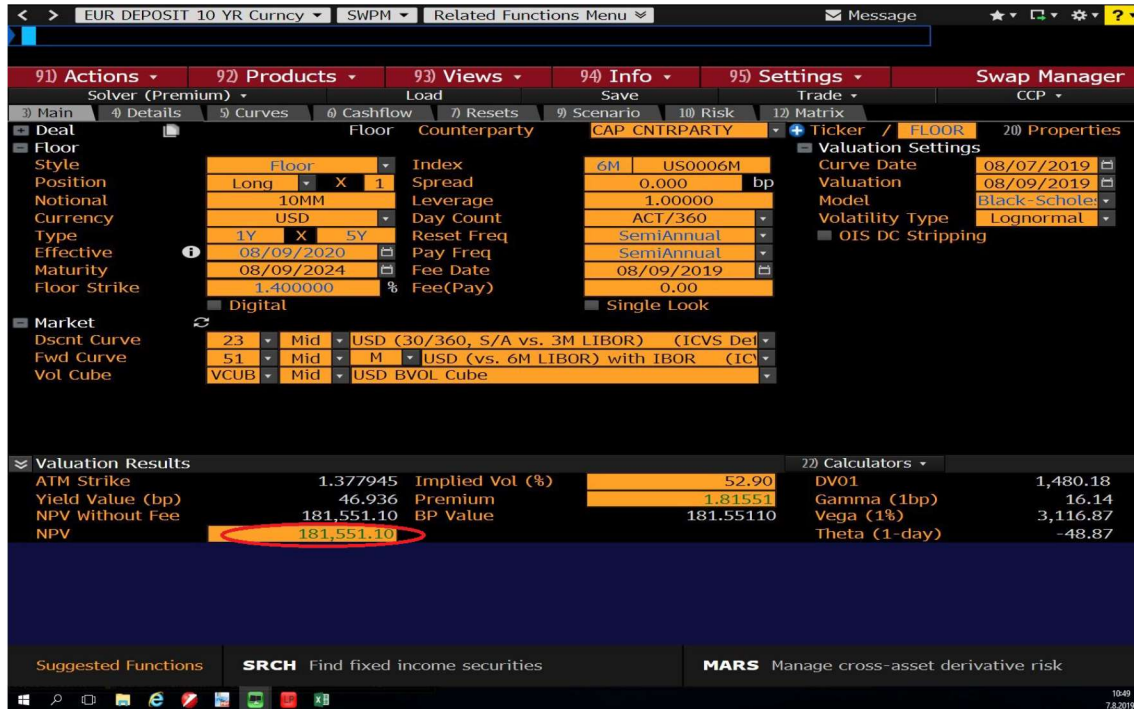 < > EUR DEPOSIT 10 YR Curncy SWPM Related Functions Menu Message ?
91) Actions 92) Products 93) Views 94) Info 95) Settings Swap Manager
Solver (Premium) Load Save Trade CCP
3) Main 4) Details 5) Curves 6) Cashflow 7) Resets 9) Scenario 10) Risk 12) Matrix
Deal Floor Counterparty CAP CNTRPARTY Ticker / FLOOR 20) Properties
Floor Valuation Settings
Style Floor Index 6M US0006M Curve Date 08/07/2019
Position Long X 1 Spread 0.000 bp Valuation 08/09/2019
Notional 10MM Leverage 1.00000 Model Black-Scholes
Currency USD Day Count ACT/360 Volatility Type Lognormal
Type 1Y X 5Y Reset Freq SemiAnnual OIS DC Stripping
Effective 08/09/2020 Pay Freq SemiAnnual
Maturity 08/09/2024 Fee Date 08/09/2019
Floor Strike 1.400000 % Fee(Pay) 0.00
Digital Single Look
Market
Dscnt Curve 23 Mid USD (30/360, S/A vs. 3M LIBOR) (ICVS Def
Fwd Curve 51 Mid M USD (vs. 6M LIBOR) with IBOR (IC\
Vol Cube VCUB Mid USD BVOL Cube
Valuation Results 22) Calculators
ATM Strike 1.377945 Implied Vol (%) 52.90 DV01 1,480.18
Yield Value (bp) 46.936 Premium 1.81551 Gamma (1bp) 16.14
NPV Without Fee 181,551.10 BP Value 181.55110 Vega (1%) 3,116.87
NPV 181,551.10 Theta (1-day) -48.87
Suggested Functions SRCH Find fixed income securities MARS Manage cross-asset derivative risk
10:49
7.8.2019